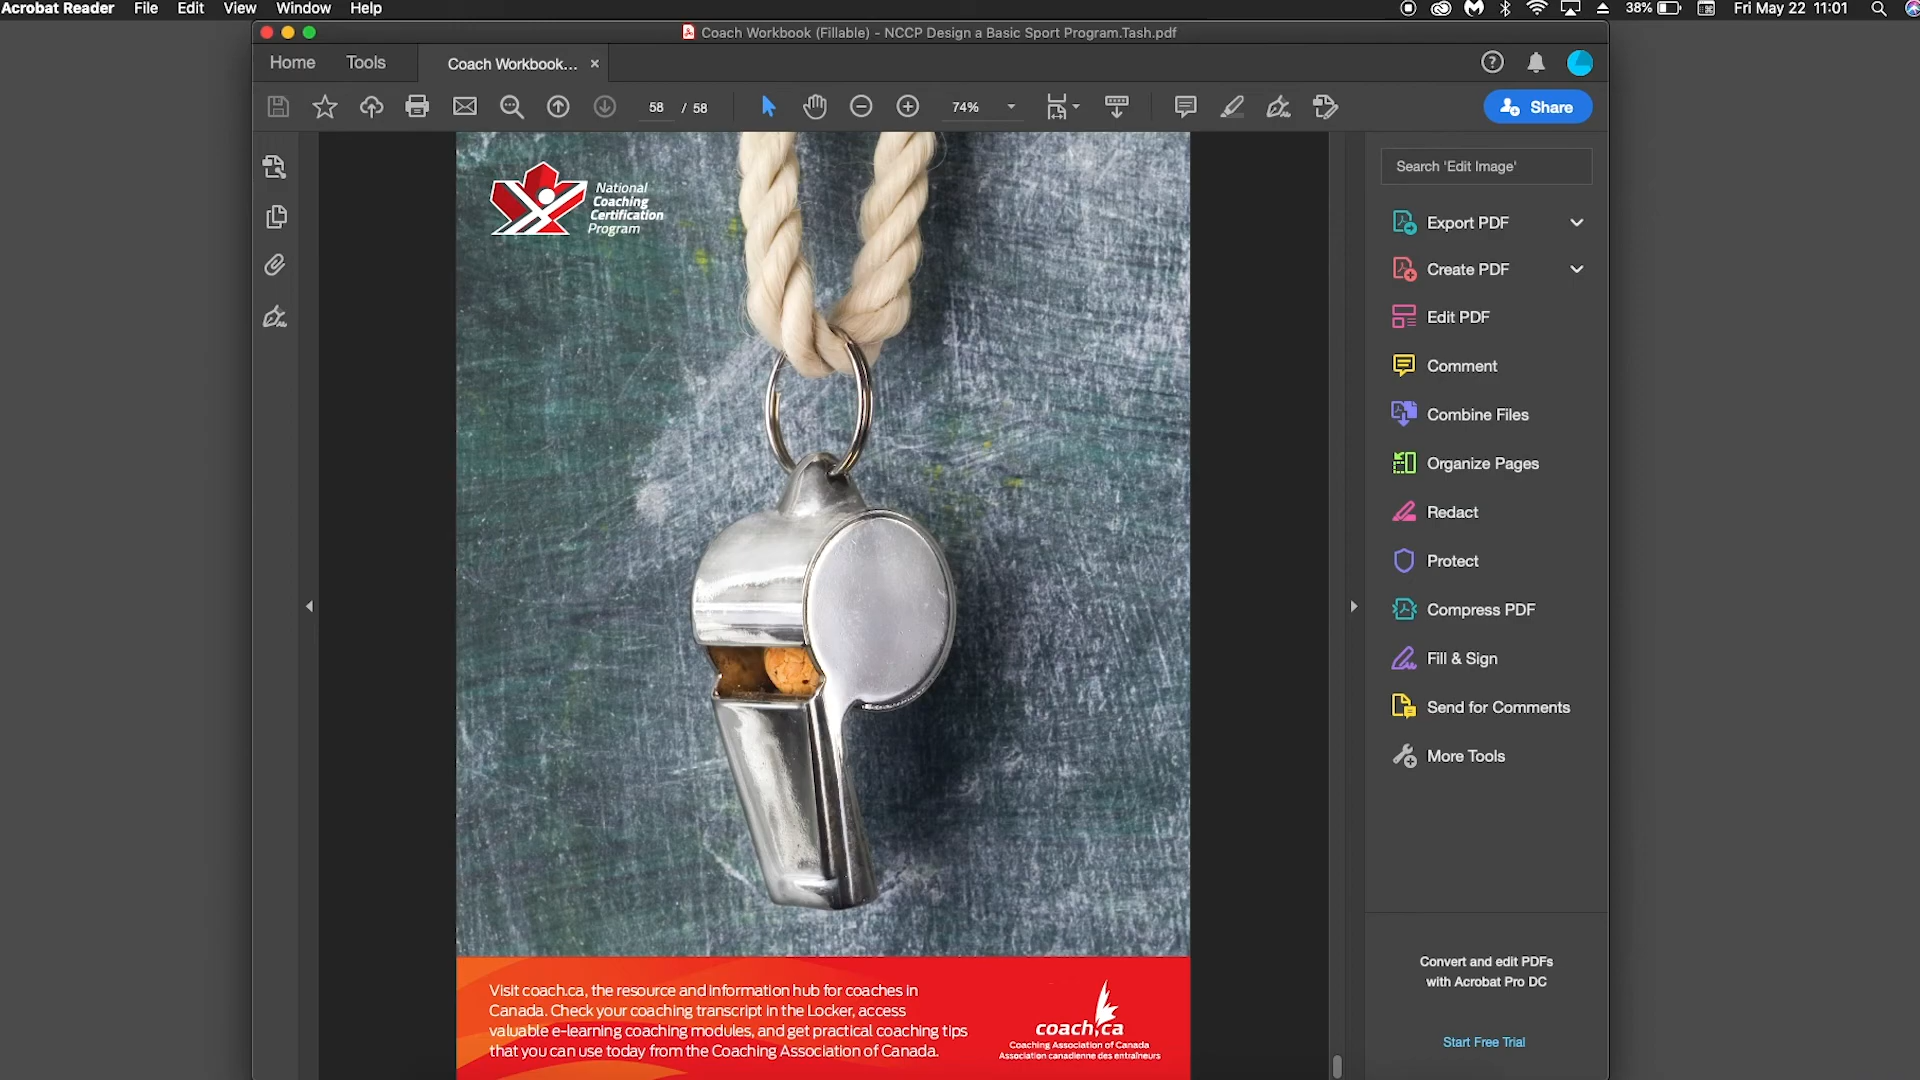 Acrobat Reader File Edit View Window Help 38% Fri May 22 11:01
Coach Workbook (Fillable) - NCCP Design a Basic Sport Program.Tash.pdf
Home Tools Coach Workbook... ×
58 / 58 74% Share
National
Coaching
Certification
Program
Search 'Edit Image'
Export PDF
Create PDF
Edit PDF
Comment
Combine Files
Organize Pages
Redact
Protect
Compress PDF
Fill & Sign
Send for Comments
More Tools
Convert and edit PDFs
with Acrobat Pro DC
Start Free Trial
Visit coach.ca, the resource and information hub for coaches in
Canada. Check your coaching transcript in the Locker, access
valuable e-learning coaching modules, and get practical coaching tips
that you can use today from the Coaching Association of Canada.
coach.ca
Coaching Association of Canada
Association canadienne des entraîneurs